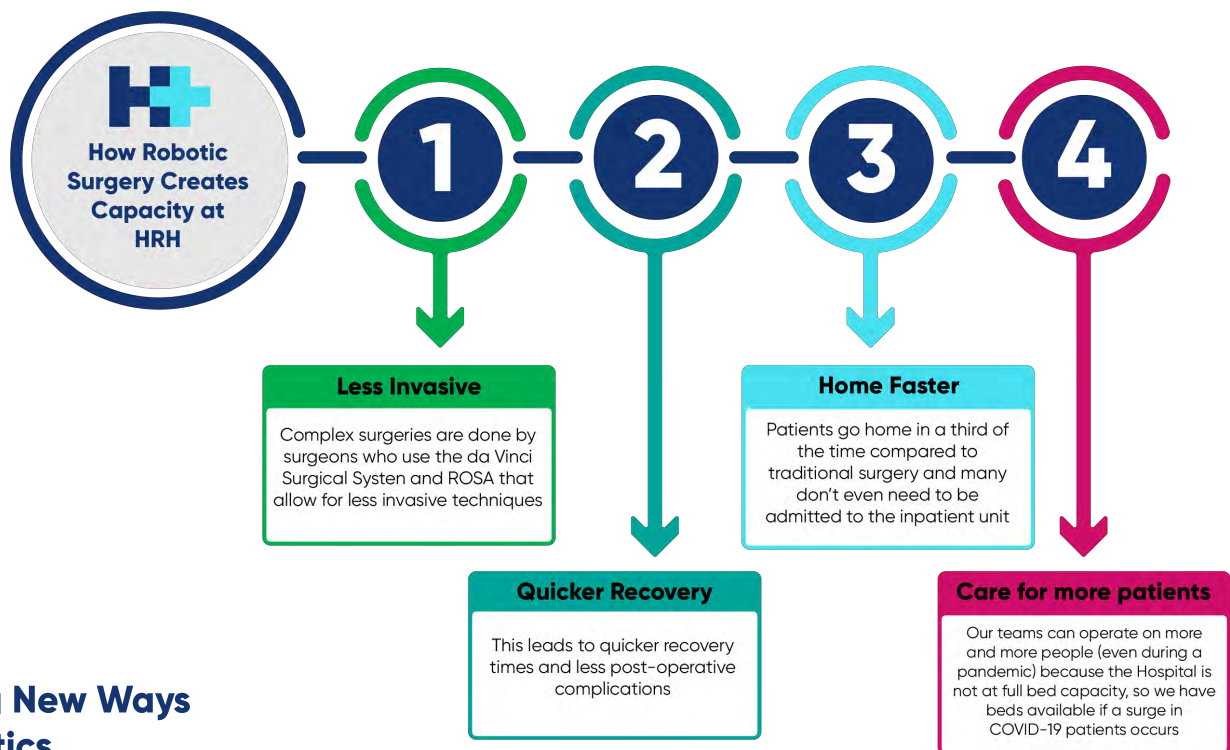 How Robotic
Surgery Creates
Capacity at
HRH
1
2
3
4
Less Invasive
Complex surgeries are done by
surgeons who use the da Vinci
Surgical Systen and ROSA that
allow for less invasive techniques
Quicker Recovery
This leads to quicker recovery
times and less post-operative
complications
Home Faster
Patients go home in a third of
the time compared to
traditional surgery and many
don't even need to be
admitted to the inpatient unit
Care for more patients
Our teams can operate on more
and more people (even during a
pandemic) because the Hospital is
not at full bed capacity, so we have
beds available if a surge in
COVID-19 patients occurs
New Ways